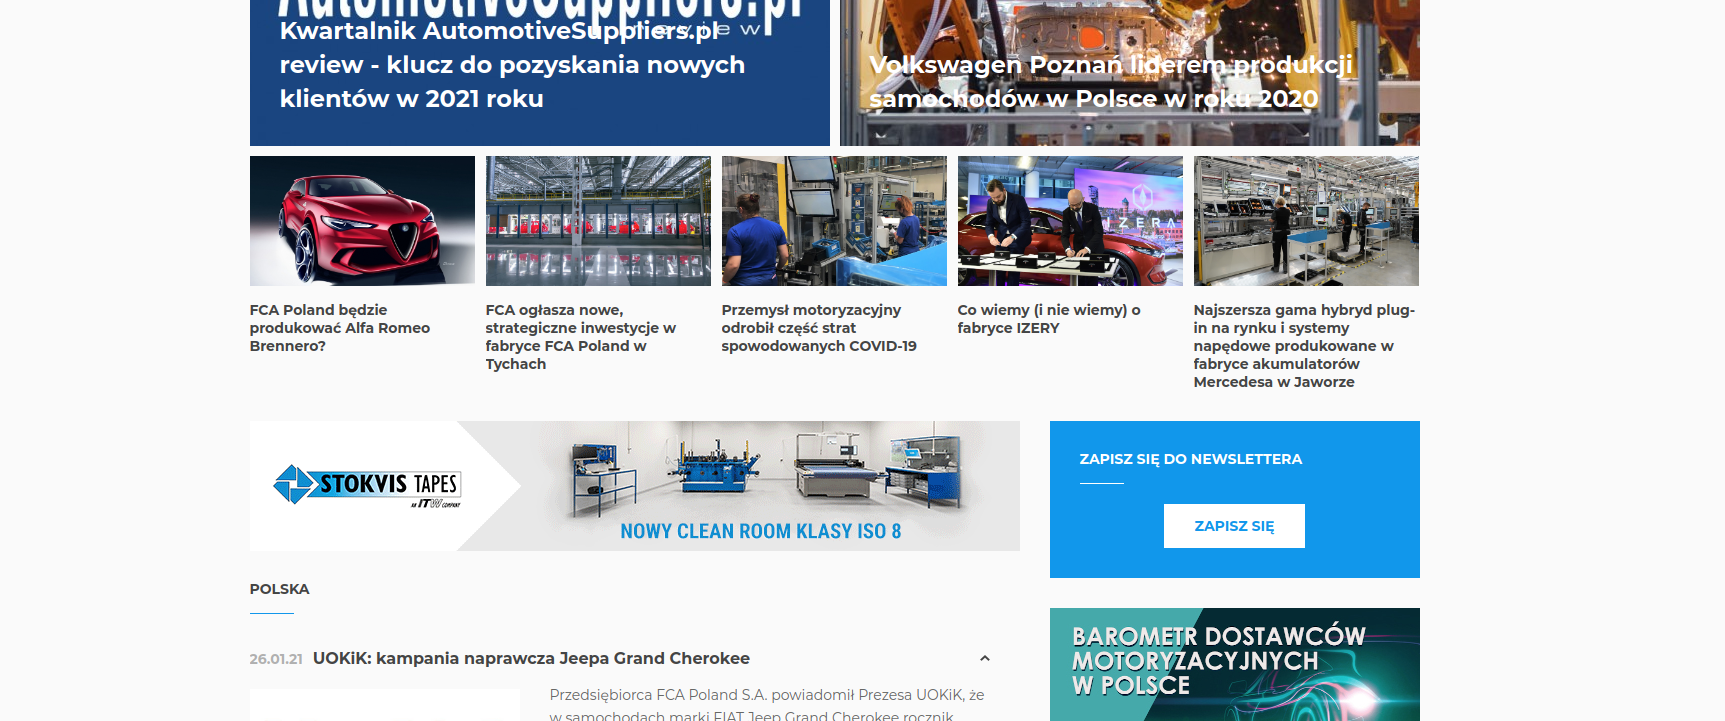 AutomotiveSuppliers.pl
review
Kwartalnik AutomotiveSuppliers.pl
review - klucz do pozyskania nowych
klientów w 2021 roku
Volkswagen Poznań liderem produkcji
samochodów w Polsce w roku 2020
IZERA
FCA Poland będzie
produkować Alfa Romeo
Brennero?
FCA ogłasza nowe,
strategiczne inwestycje w
fabryce FCA Poland w
Tychach
Przemysł motoryzacyjny
odrobił część strat
spowodowanych COVID-19
Co wiemy (i nie wiemy) o
fabryce IZERY
Najszersza gama hybryd plug-
in na rynku i systemy
napędowe produkowane w
fabryce akumulatorów
Mercedesa w Jaworze
STOKVIS TAPES
AN ITW COMPANY
NOWY CLEAN ROOM KLASY ISO 8
ZAPISZ SIĘ DO NEWSLETTERA
ZAPISZ SIĘ
POLSKA
26.01.21 UOKiK: kampania naprawcza Jeepa Grand Cherokee
Przedsiębiorca FCA Poland S.A. powiadomił Prezesa UOKiK, że
w samochodach marki FIAT Jeep Grand Cherokee rocznik
BAROMETR DOSTAWCÓW
MOTORYZACYJNYCH
W POLSCE